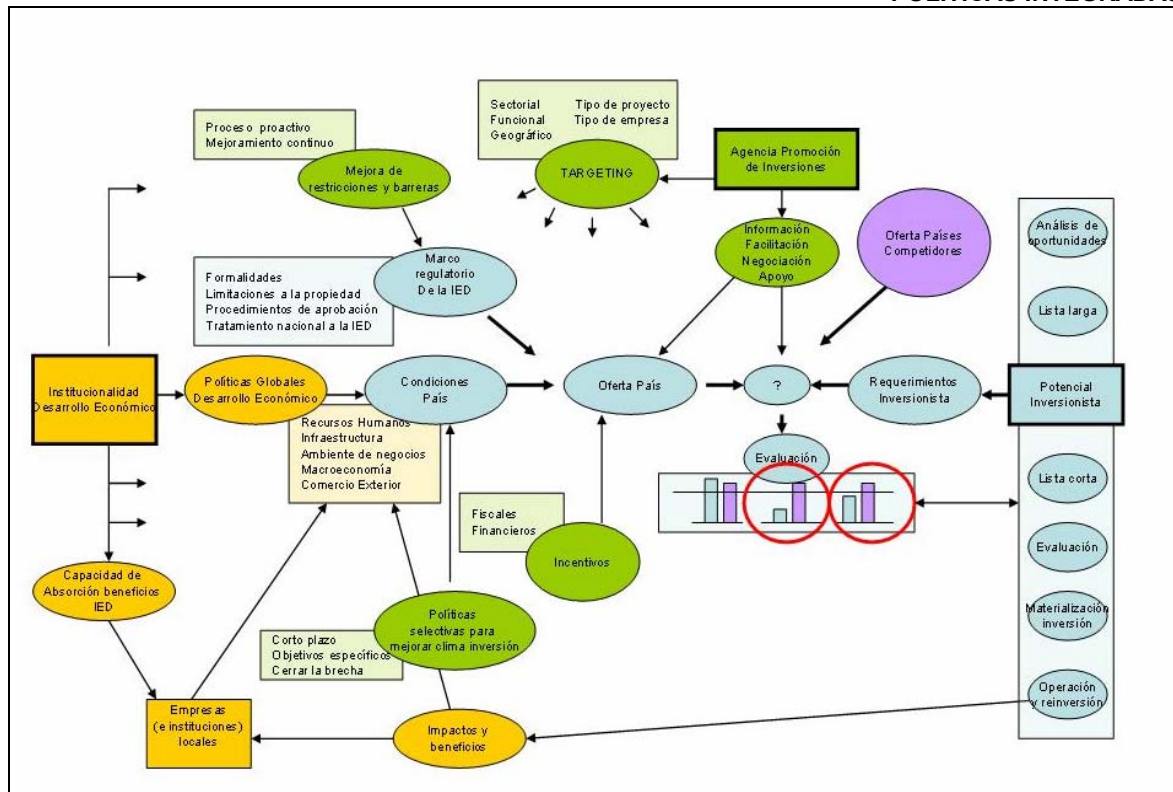 Sectorial Tipo de proyecto
Funcional Tipo de empresa
Geográfico
Proceso proactivo
Mejoramiento continuo
Mejora de
restricciones y barreras
TARGETING
Agencia Promoción
de Inversiones
Información
Facilitación
Negociación
Apoyo
Oferta Países
Competidores
Análisis de
oportunidades
Lista larga
Marco
regulatorio
De la IED
Formalidades
Limitaciones a la propiedad
Procedimientos de aprobación
Tratamiento nacional a la IED
Institucionalidad
Desarrollo Económico
Políticas Globales
Desarrollo Económico
Condiciones
País
Oferta País
?
Requerimientos
Inversionista
Potencial
Inversionista
Recursos Humanos
Infraestructura
Ambiente de negocios
Macroeconomía
Comercio Exterior
Evaluación
Lista corta
Fiscales
Financieros
Incentivos
Evaluación
Capacidad de
Absorción beneficios
IED
Políticas
selectivas para
mejorar clima inversión
Materialización
inversión
Corto plazo
Objetivos específicos
Cerrar la brecha
Operación
y reinversión
Empresas
(e instituciones)
locales
Impactos y
beneficios